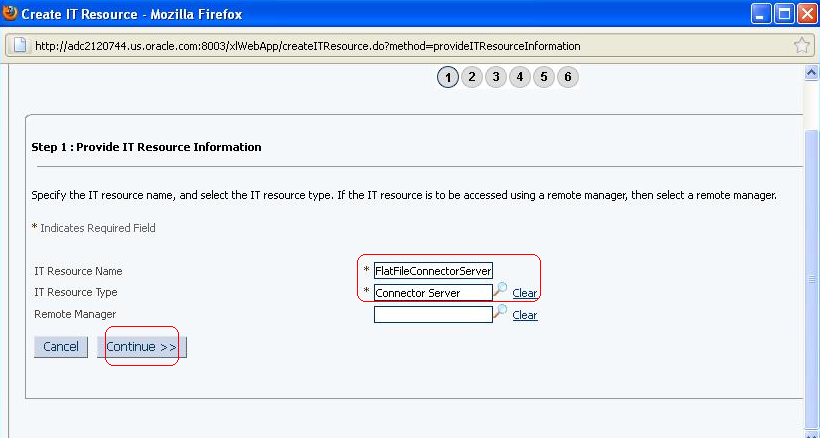 Create IT Resource - Mozilla Firefox
http://adc2120744.us.oracle.com:8003/xlWebApp/createITResource.do?method=provideITResourceInformation
1 2 3 4 5 6
Step 1 : Provide IT Resource Information
Specify the IT resource name, and select the IT resource type. If the IT resource is to be accessed using a remote manager, then select a remote manager.
* Indicates Required Field
IT Resource Name * FlatFileConnectorServer
IT Resource Type * Connector Server Clear
Remote Manager Clear
Cancel Continue >>